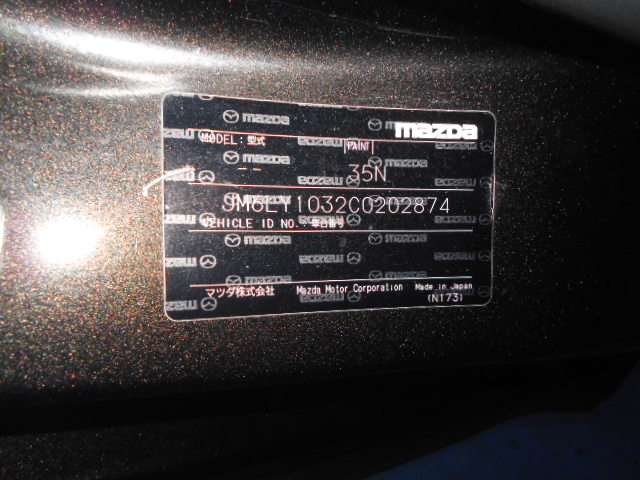 mazda
MODEL:型式
PAINT
-- 35N
JM6LY1032C0202874
VEHICLE ID NO.・車台番号
マツダ株式会社 Mazda Motor Corporation Made in Japan
(N173)